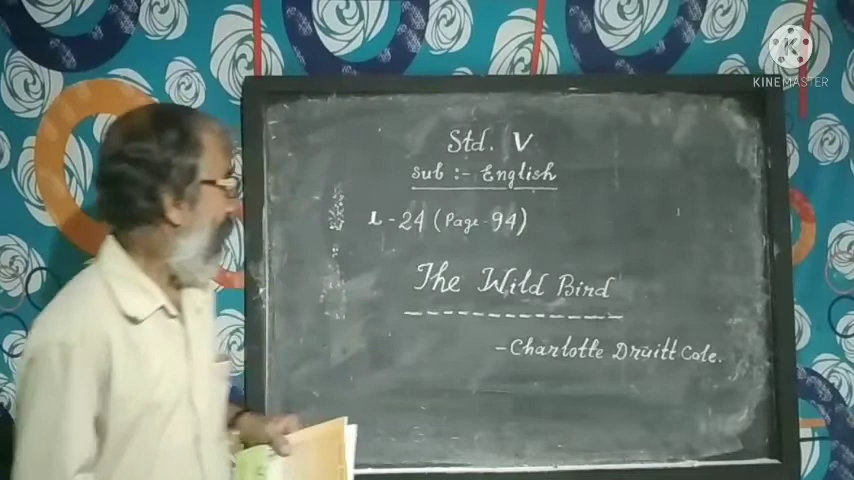 Std. V
Sub :- English
L - 24 (Page - 94)
The Wild Bird
- Charlotte Druitt Cole.
KINEMASTER